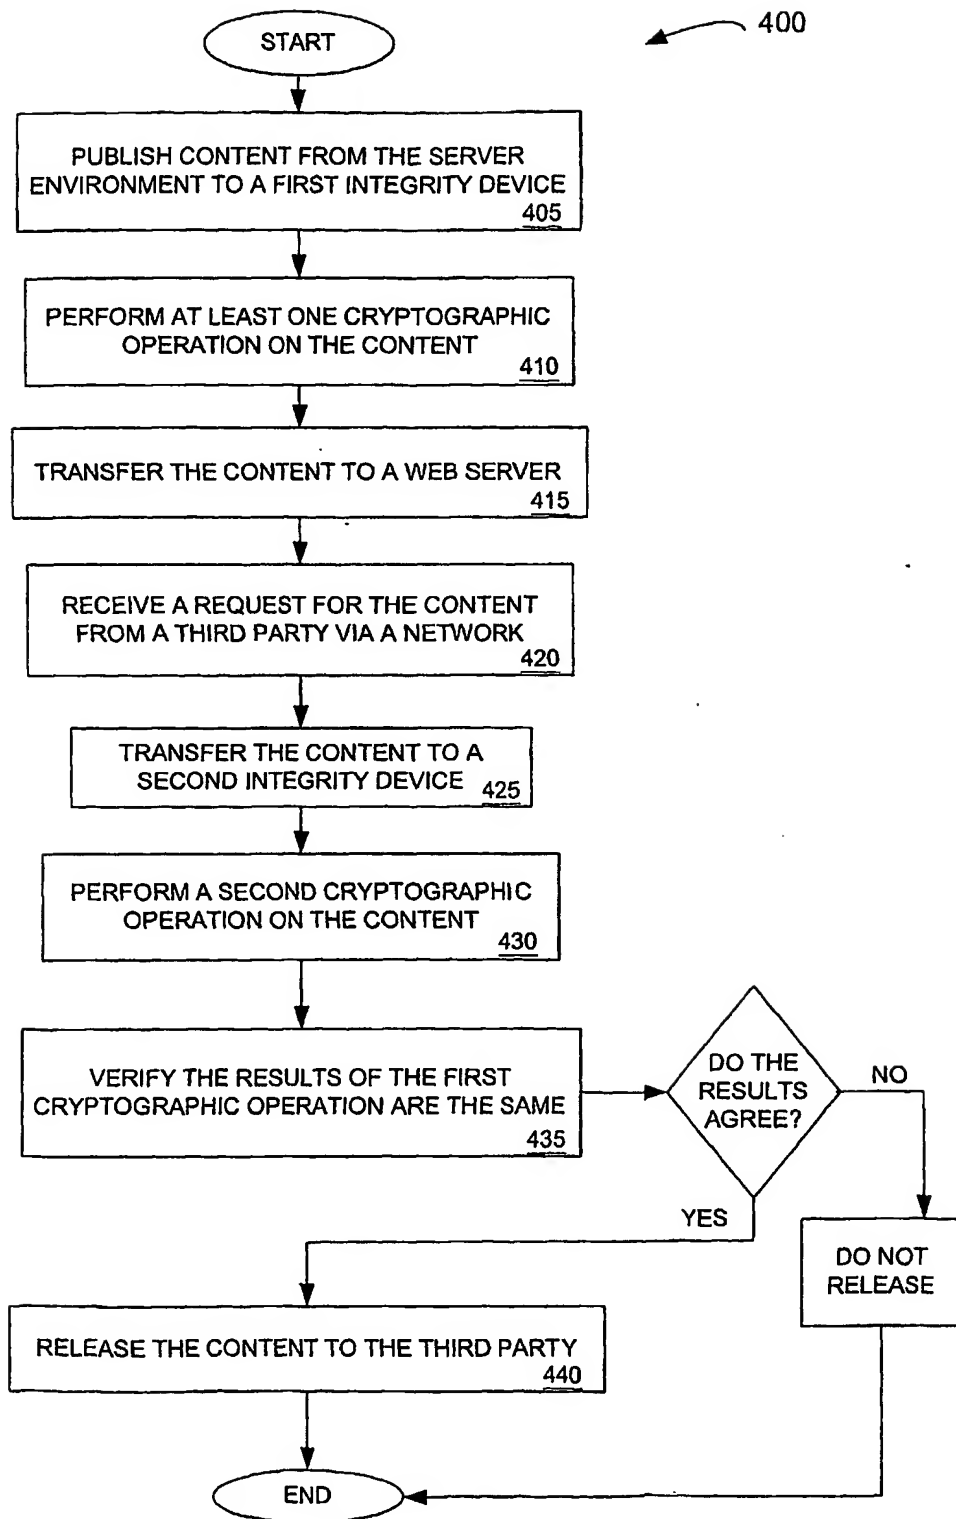 START
400
PUBLISH CONTENT FROM THE SERVER
ENVIRONMENT TO A FIRST INTEGRITY DEVICE
405
PERFORM AT LEAST ONE CRYPTOGRAPHIC
OPERATION ON THE CONTENT
410
TRANSFER THE CONTENT TO A WEB SERVER
415
RECEIVE A REQUEST FOR THE CONTENT
FROM A THIRD PARTY VIA A NETWORK
420
TRANSFER THE CONTENT TO A
SECOND INTEGRITY DEVICE
425
PERFORM A SECOND CRYPTOGRAPHIC
OPERATION ON THE CONTENT
430
VERIFY THE RESULTS OF THE FIRST
CRYPTOGRAPHIC OPERATION ARE THE SAME
435
DO THE
RESULTS
AGREE?
NO
YES
DO NOT
RELEASE
RELEASE THE CONTENT TO THE THIRD PARTY
440
END